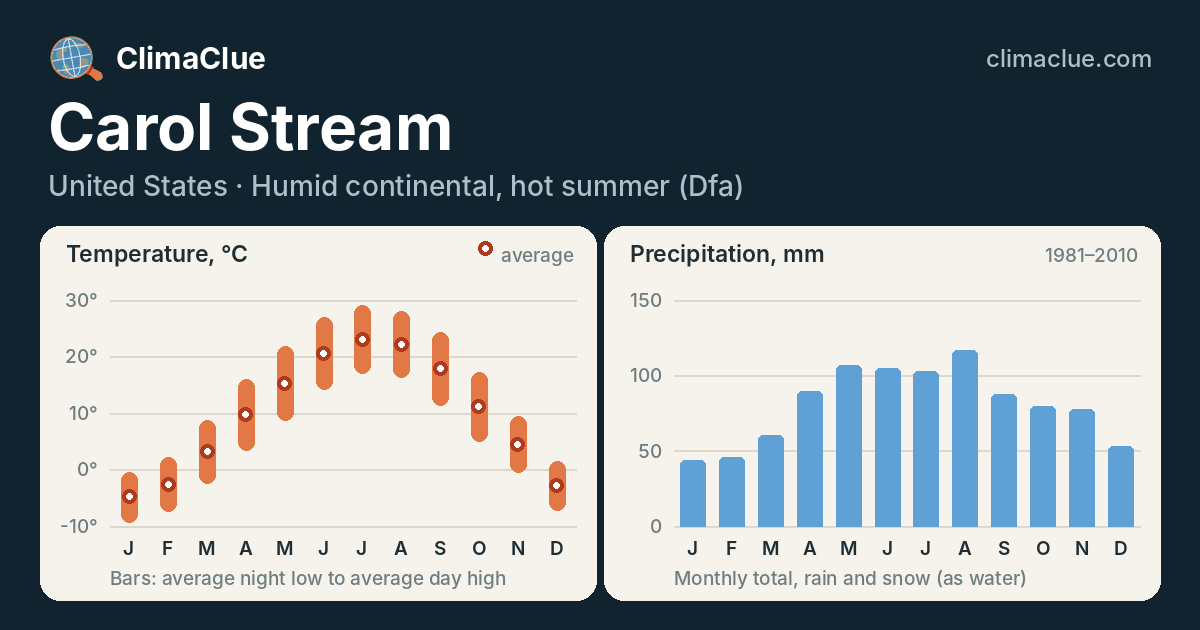 ClimaClue
climaclue.com
Carol Stream
United States · Humid continental, hot summer (Dfa)
Temperature, °C
average
30°
20°
10°
0°
-10°
J F M A M J J A S O N D
Bars: average night low to average day high
Precipitation, mm
1981–2010
150
100
50
0
J F M A M J J A S O N D
Monthly total, rain and snow (as water)